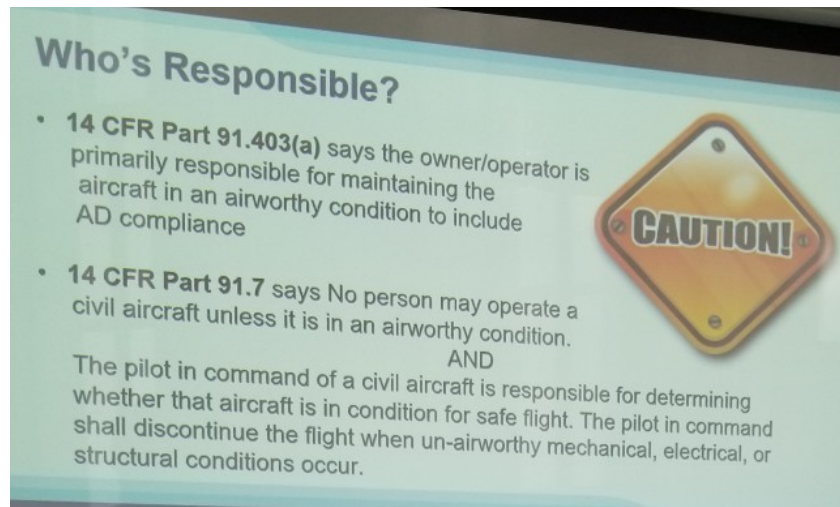 Who's Responsible?
• 14 CFR Part 91.403(a) says the owner/operator is
primarily responsible for maintaining the
aircraft in an airworthy condition to include
AD compliance
CAUTION!
• 14 CFR Part 91.7 says No person may operate a
civil aircraft unless it is in an airworthy condition.
AND
The pilot in command of a civil aircraft is responsible for determining
whether that aircraft is in condition for safe flight. The pilot in command
shall discontinue the flight when un-airworthy mechanical, electrical, or
structural conditions occur.